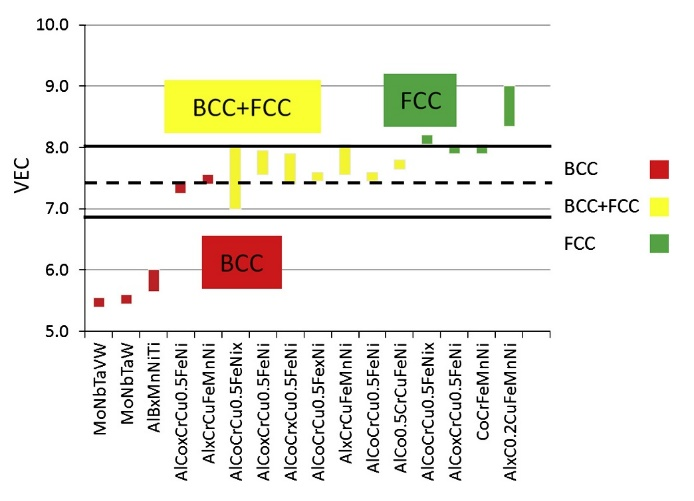 10.0
9.0
8.0
7.0
6.0
5.0
VEC
BCC+FCC
FCC
BCC
BCC
BCC+FCC
FCC
MoNbTaVW
MoNbTaW
AlBxMnNiTi
AlCoxCrCu0.5FeNi
AlxCrCuFeMnNi
AlCoCrCu0.5FeNix
AlCoxCrCu0.5FeNi
AlCoCrxCu0.5FeNi
AlCoCrCu0.5FexNi
AlxCrCuFeMnNi
AlCoCrCu0.5FeNi
AlCo0.5CrCuFeNi
AlCoCrCu0.5FeNix
AlCoxCrCu0.5FeNi
CoCrFeMnNi
AlxC0.2CuFeMnNi